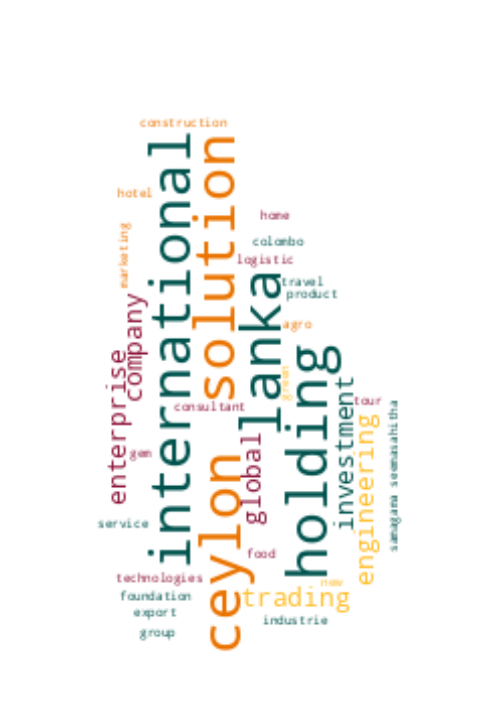 construction
international
solution
hotel
home
marketing
colombo
logistic
lanka
travel
product
company
agro
holding
enterprise
green
investment
consultant
tour
samagama seemasahitha
engineering
global
gem
ceylon
service
food
technologies
new
foundation
trading
export
industrie
group